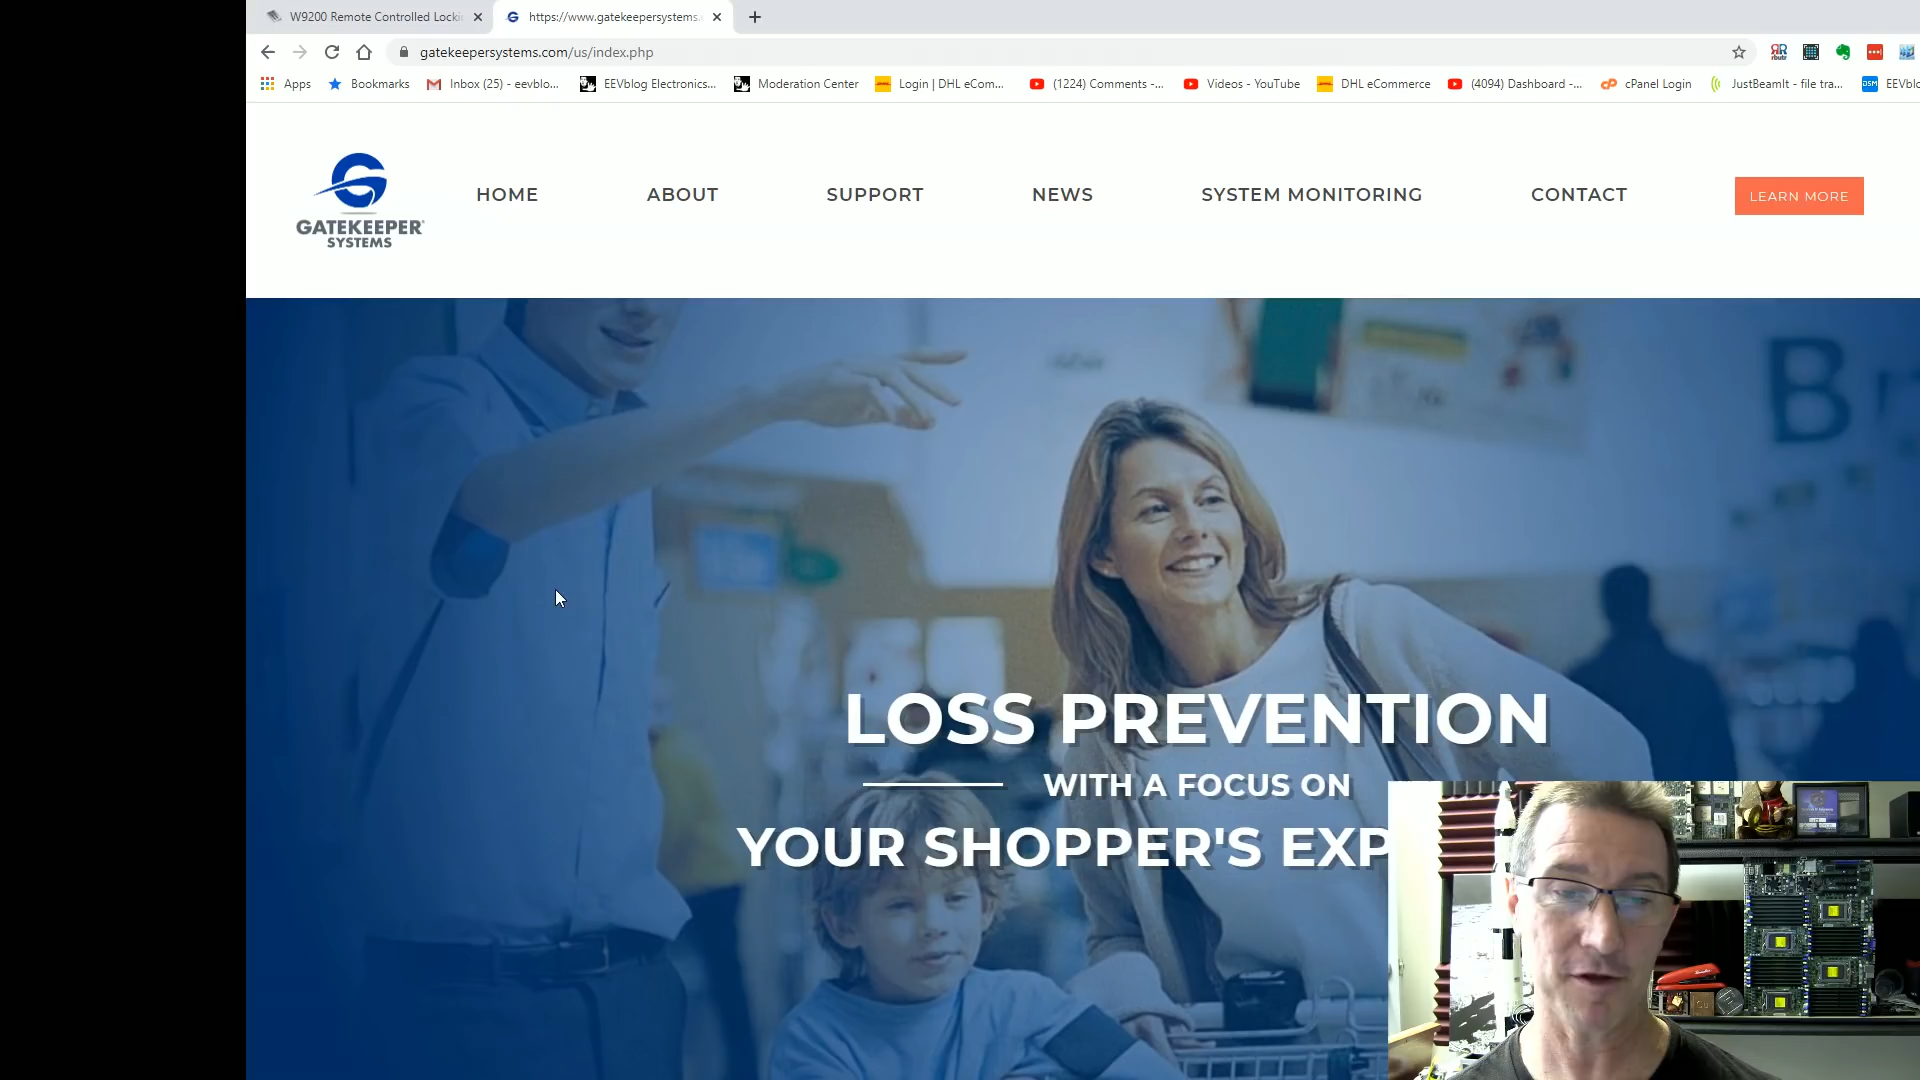 W9200 Remote Controlled Locki
https://www.gatekeepersystems.
gatekeepersystems.com/us/index.php
Apps Bookmarks Inbox (25) - eevblo... EEVblog Electronics... Moderation Center Login | DHL eCom... (1224) Comments -... Videos - YouTube DHL eCommerce (4094) Dashboard -... cPanel Login JustBeamIt - file tra... EEVblo
GATEKEEPER
SYSTEMS
HOME ABOUT SUPPORT NEWS SYSTEM MONITORING CONTACT LEARN MORE
LOSS PREVENTION
WITH A FOCUS ON
YOUR SHOPPER'S EXP